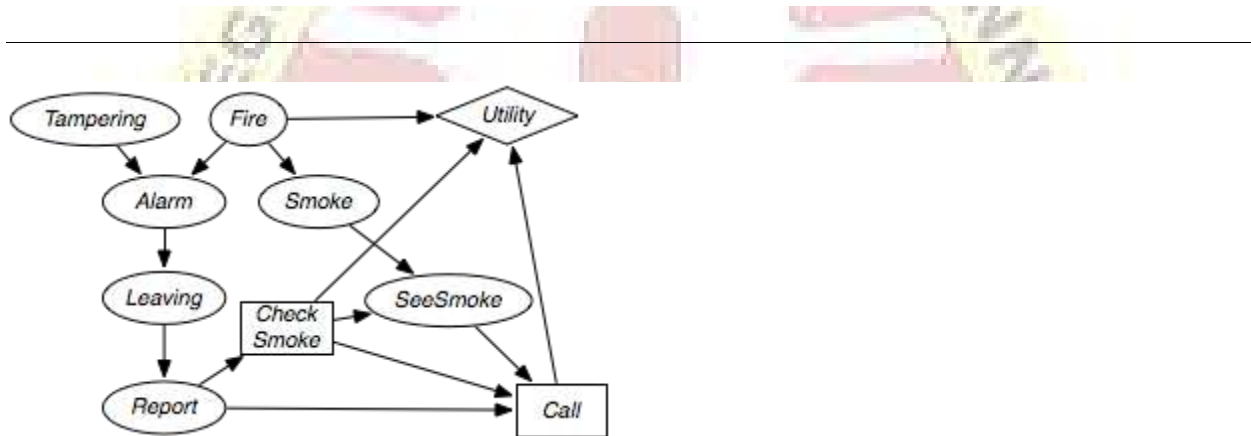 Tampering
Fire
Utility
Alarm
Smoke
Leaving
Check
Smoke
SeeSmoke
Report
Call